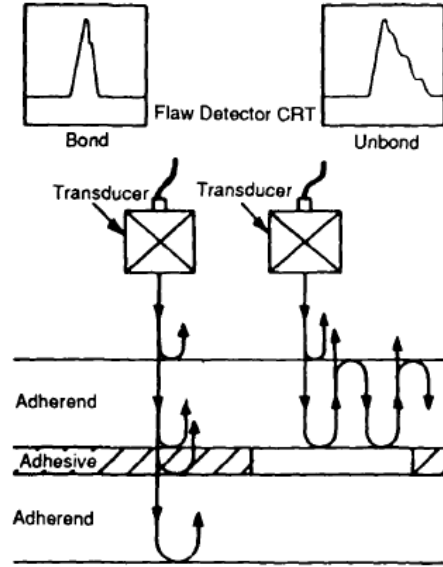 Flaw Detector CRT
Bond
Unbond
Transducer
Transducer
Adherend
Adhesive
Adherend